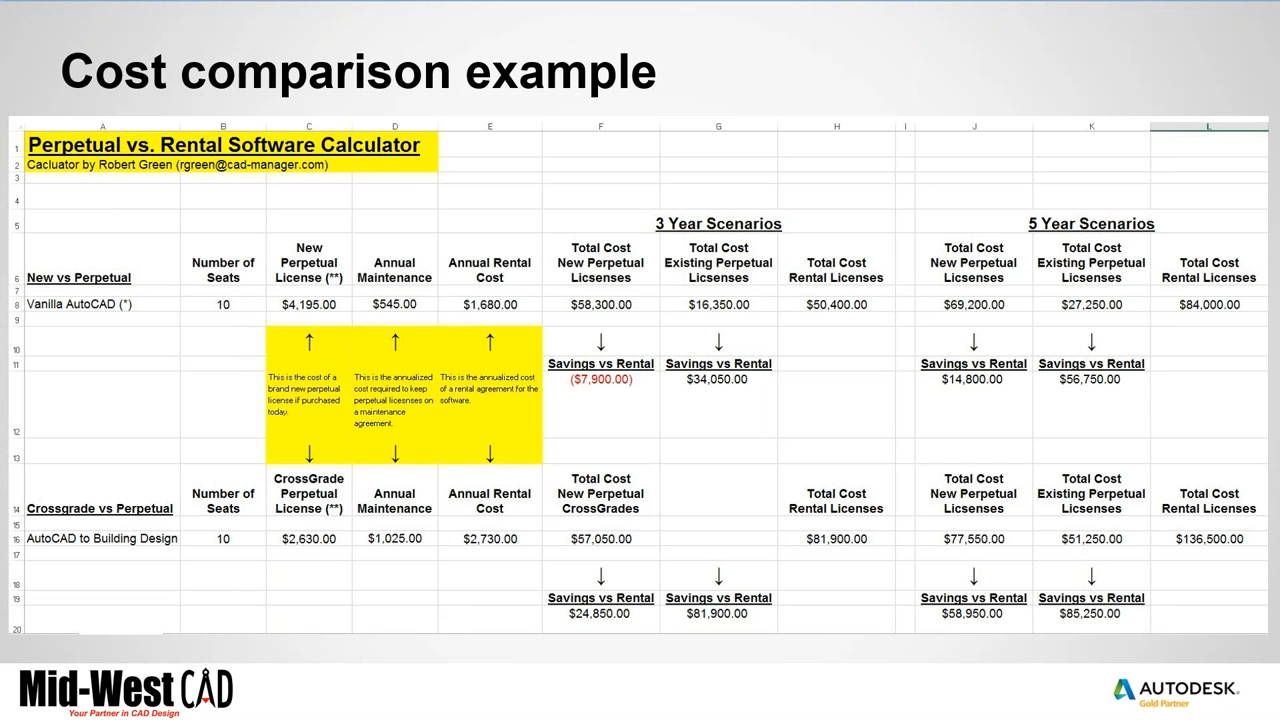 Cost comparison example
A B C D E F G H I J K L
1 Perpetual vs. Rental Software Calculator
2 Cacluator by Robert Green (rgreen@cad-manager.com)
3
4
5 3 Year Scenarios 5 Year Scenarios
New Total Cost Total Cost Total Cost Total Cost
Number of Perpetual Annual Annual Rental New Perpetual Existing Perpetual Total Cost New Perpetual Existing Perpetual Total Cost
6 New vs Perpetual Seats License (**) Maintenance Cost Licsenses Licsenses Rental Licenses Licsenses Licsenses Rental Licenses
7
8 Vanilla AutoCAD (*) 10 $4,195.00 $545.00 $1,680.00 $58,300.00 $16,350.00 $50,400.00 $69,200.00 $27,250.00 $84,000.00
9
10 ↑ ↑ ↑ ↓ ↓ ↓ ↓
11 Savings vs Rental Savings vs Rental Savings vs Rental Savings vs Rental
($7,900.00) $34,050.00 $14,800.00 $56,750.00
This is the cost of a This is the annualized This is the annualized cost
brand new perpetual cost required to keep of a rental agreement for the
license if purchased perpetual licesnses on software.
today. a maintenance
agreement.
12
13 ↓ ↓ ↓
CrossGrade Total Cost Total Cost Total Cost
Number of Perpetual Annual Annual Rental New Perpetual Total Cost New Perpetual Existing Perpetual Total Cost
14 Crossgrade vs Perpetual Seats License (**) Maintenance Cost CrossGrades Rental Licenses Licsenses Licsenses Rental Licenses
15
16 AutoCAD to Building Design 10 $2,630.00 $1,025.00 $2,730.00 $57,050.00 $81,900.00 $77,550.00 $51,250.00 $136,500.00
17
18 ↓ ↓ ↓ ↓
19 Savings vs Rental Savings vs Rental Savings vs Rental Savings vs Rental
$24,850.00 $81,900.00 $58,950.00 $85,250.00
20
Mid-West CAD
Your Partner in CAD Design
AUTODESK.
Gold Partner